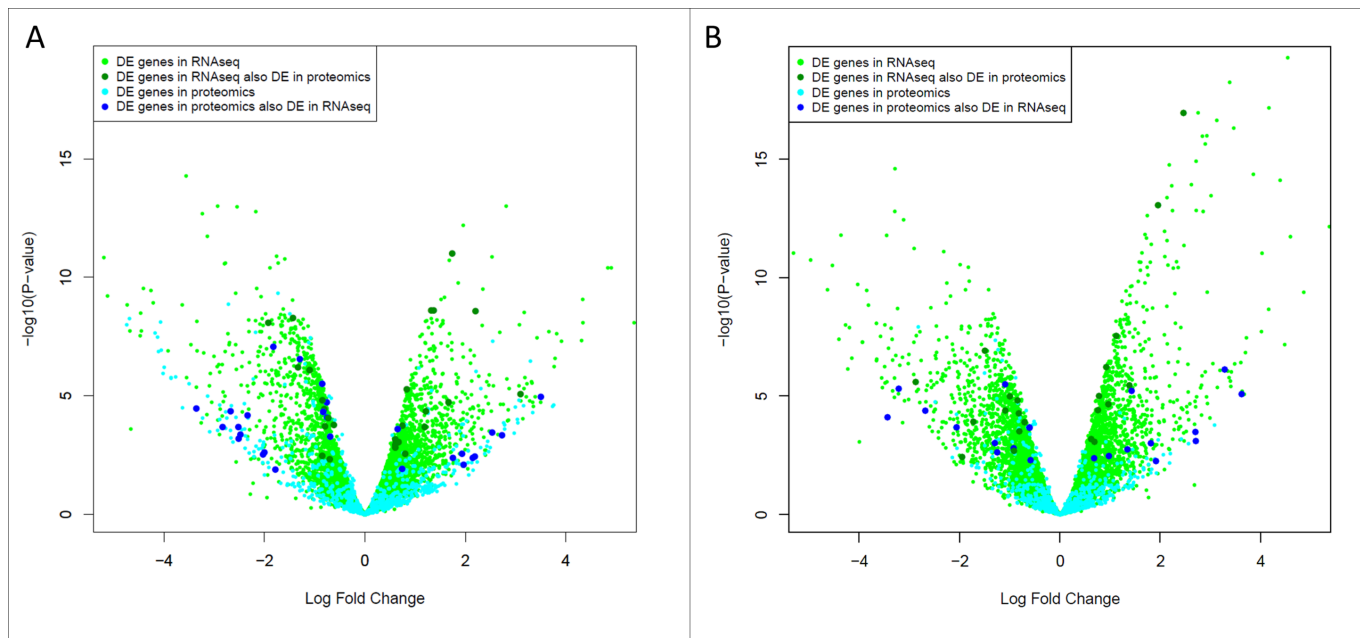 A
DE genes in RNAseq
DE genes in RNAseq also DE in proteomics
DE genes in proteomics
DE genes in proteomics also DE in RNAseq
−log10(P−value)
15
10
5
0
−4 −2 0 2 4
Log Fold Change
B
DE genes in RNAseq
DE genes in RNAseq also DE in proteomics
DE genes in proteomics
DE genes in proteomics also DE in RNAseq
−log10(P−value)
15
10
5
0
−4 −2 0 2 4
Log Fold Change